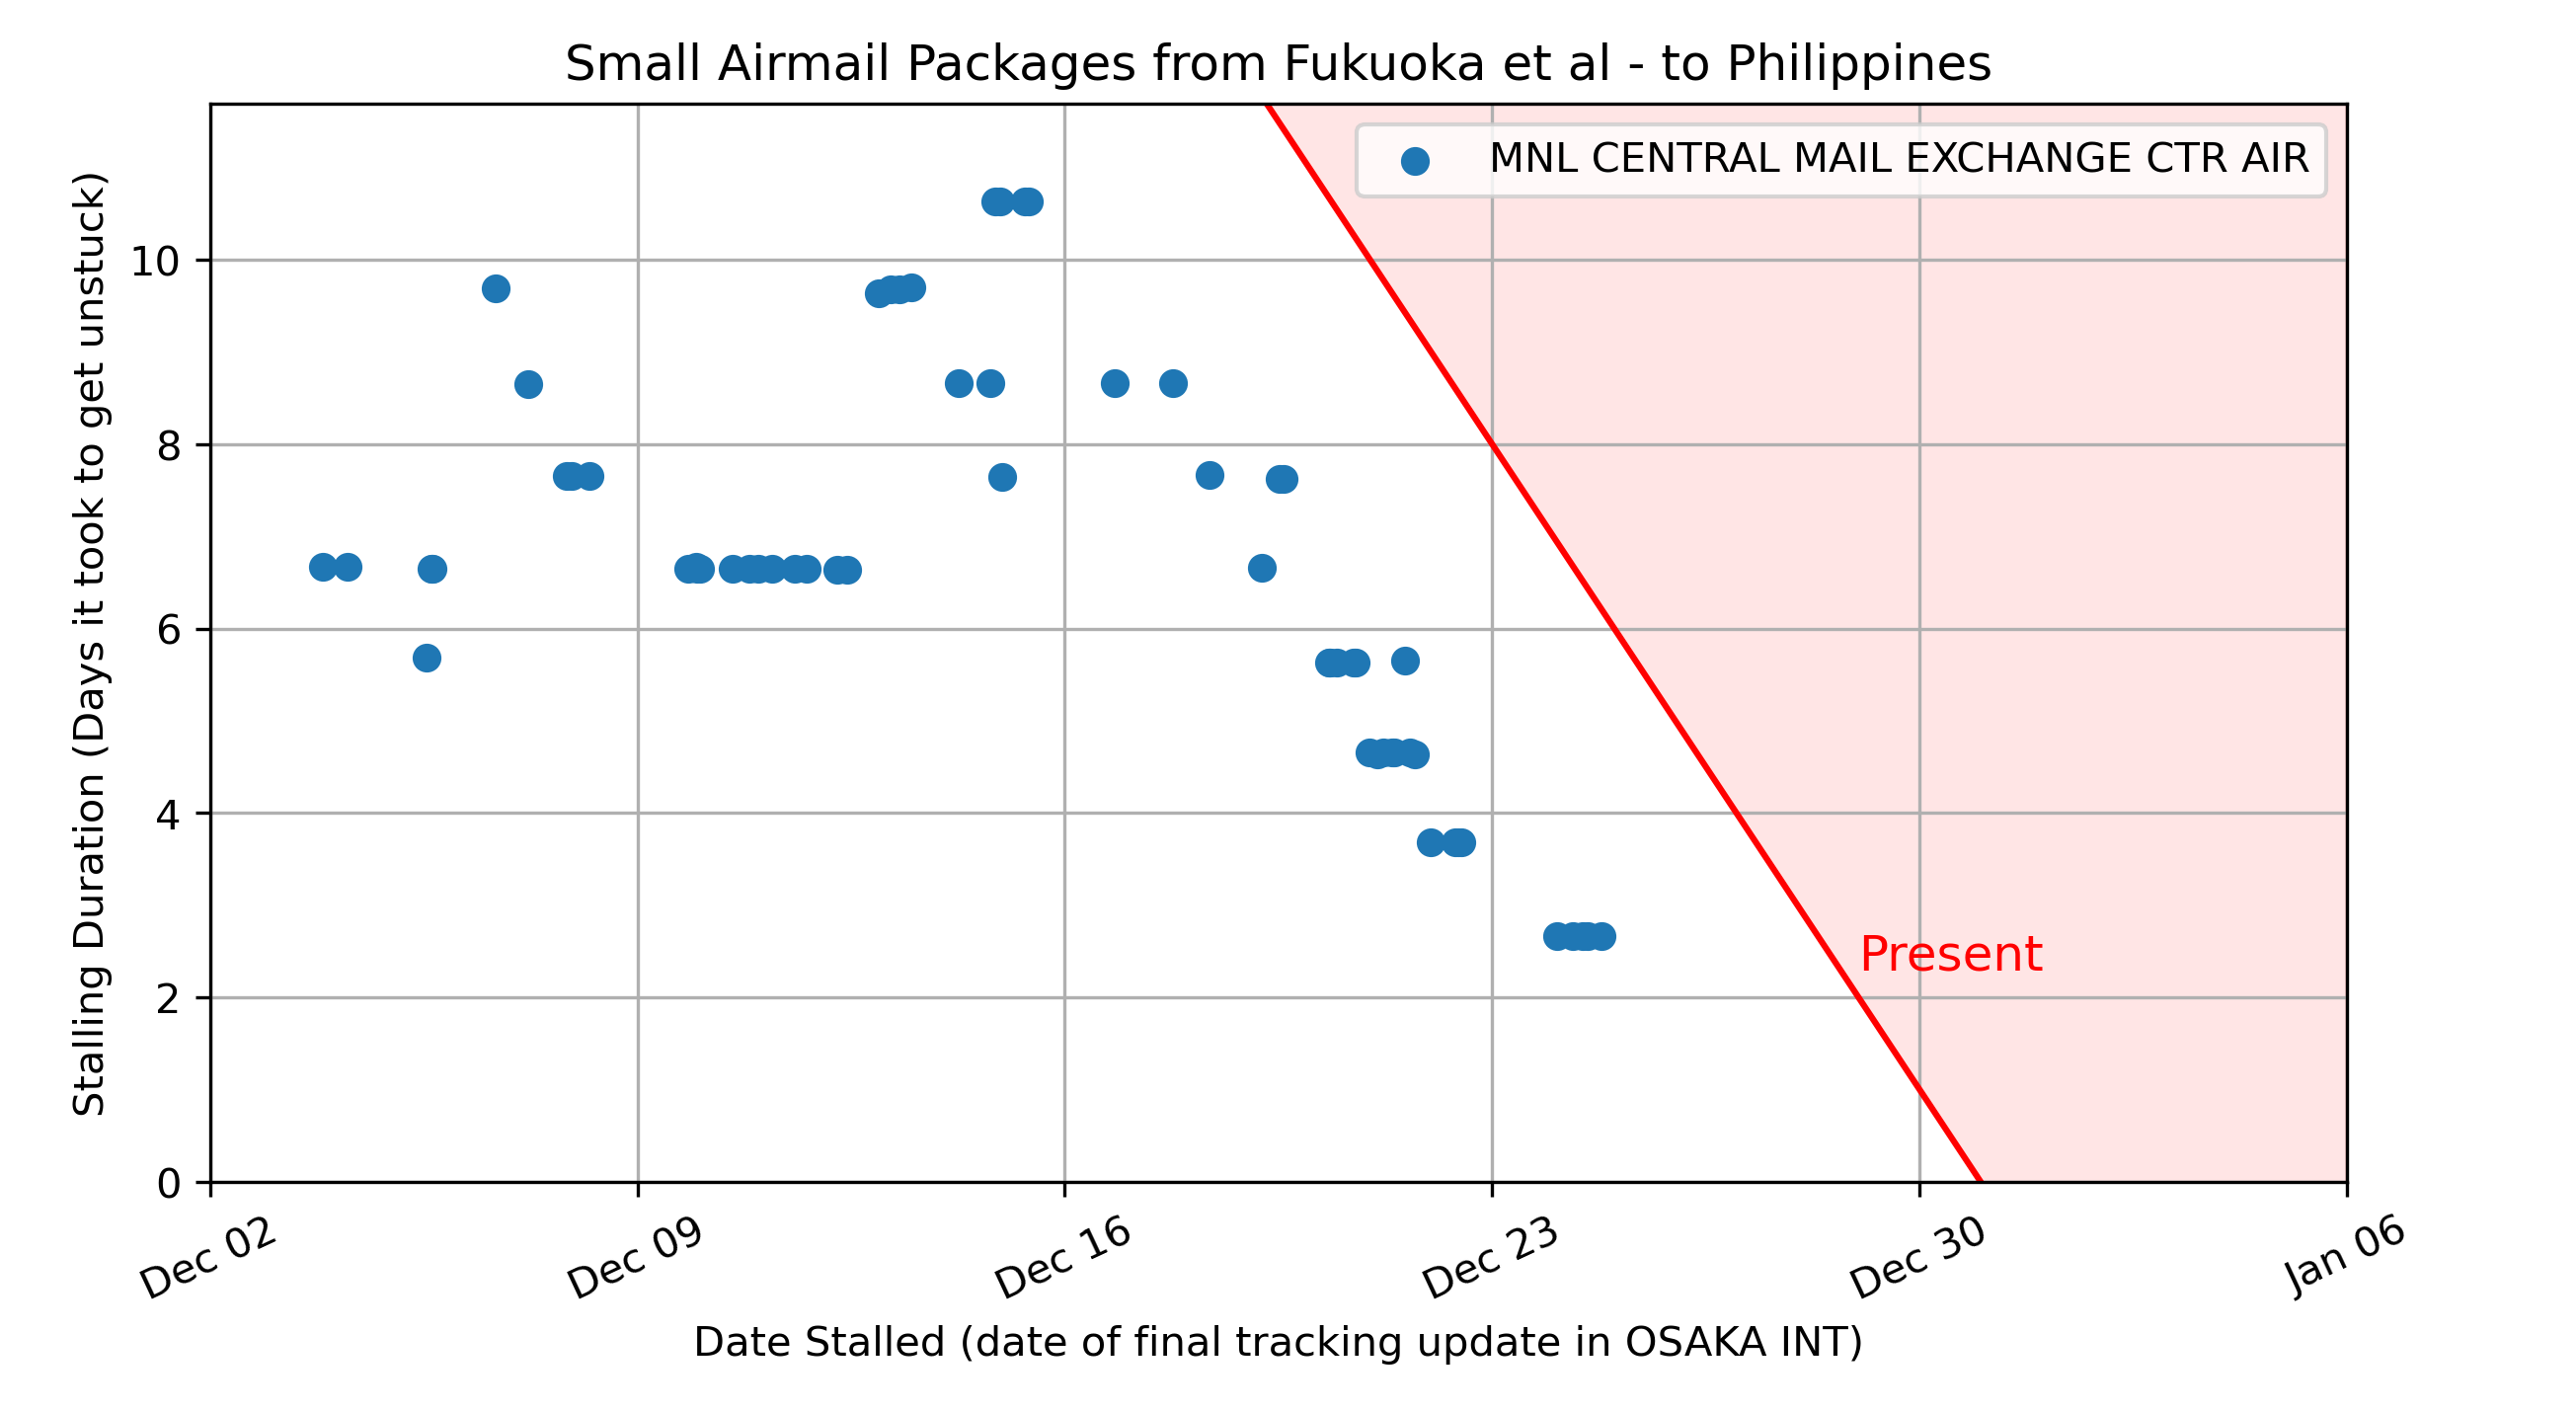 Small Airmail Packages from Fukuoka et al - to Philippines
MNL CENTRAL MAIL EXCHANGE CTR AIR
Stalling Duration (Days it took to get unstuck)
10
8
6
4
2
0
Present
Dec 02
Dec 09
Dec 16
Dec 23
Dec 30
Jan 06
Date Stalled (date of final tracking update in OSAKA INT)